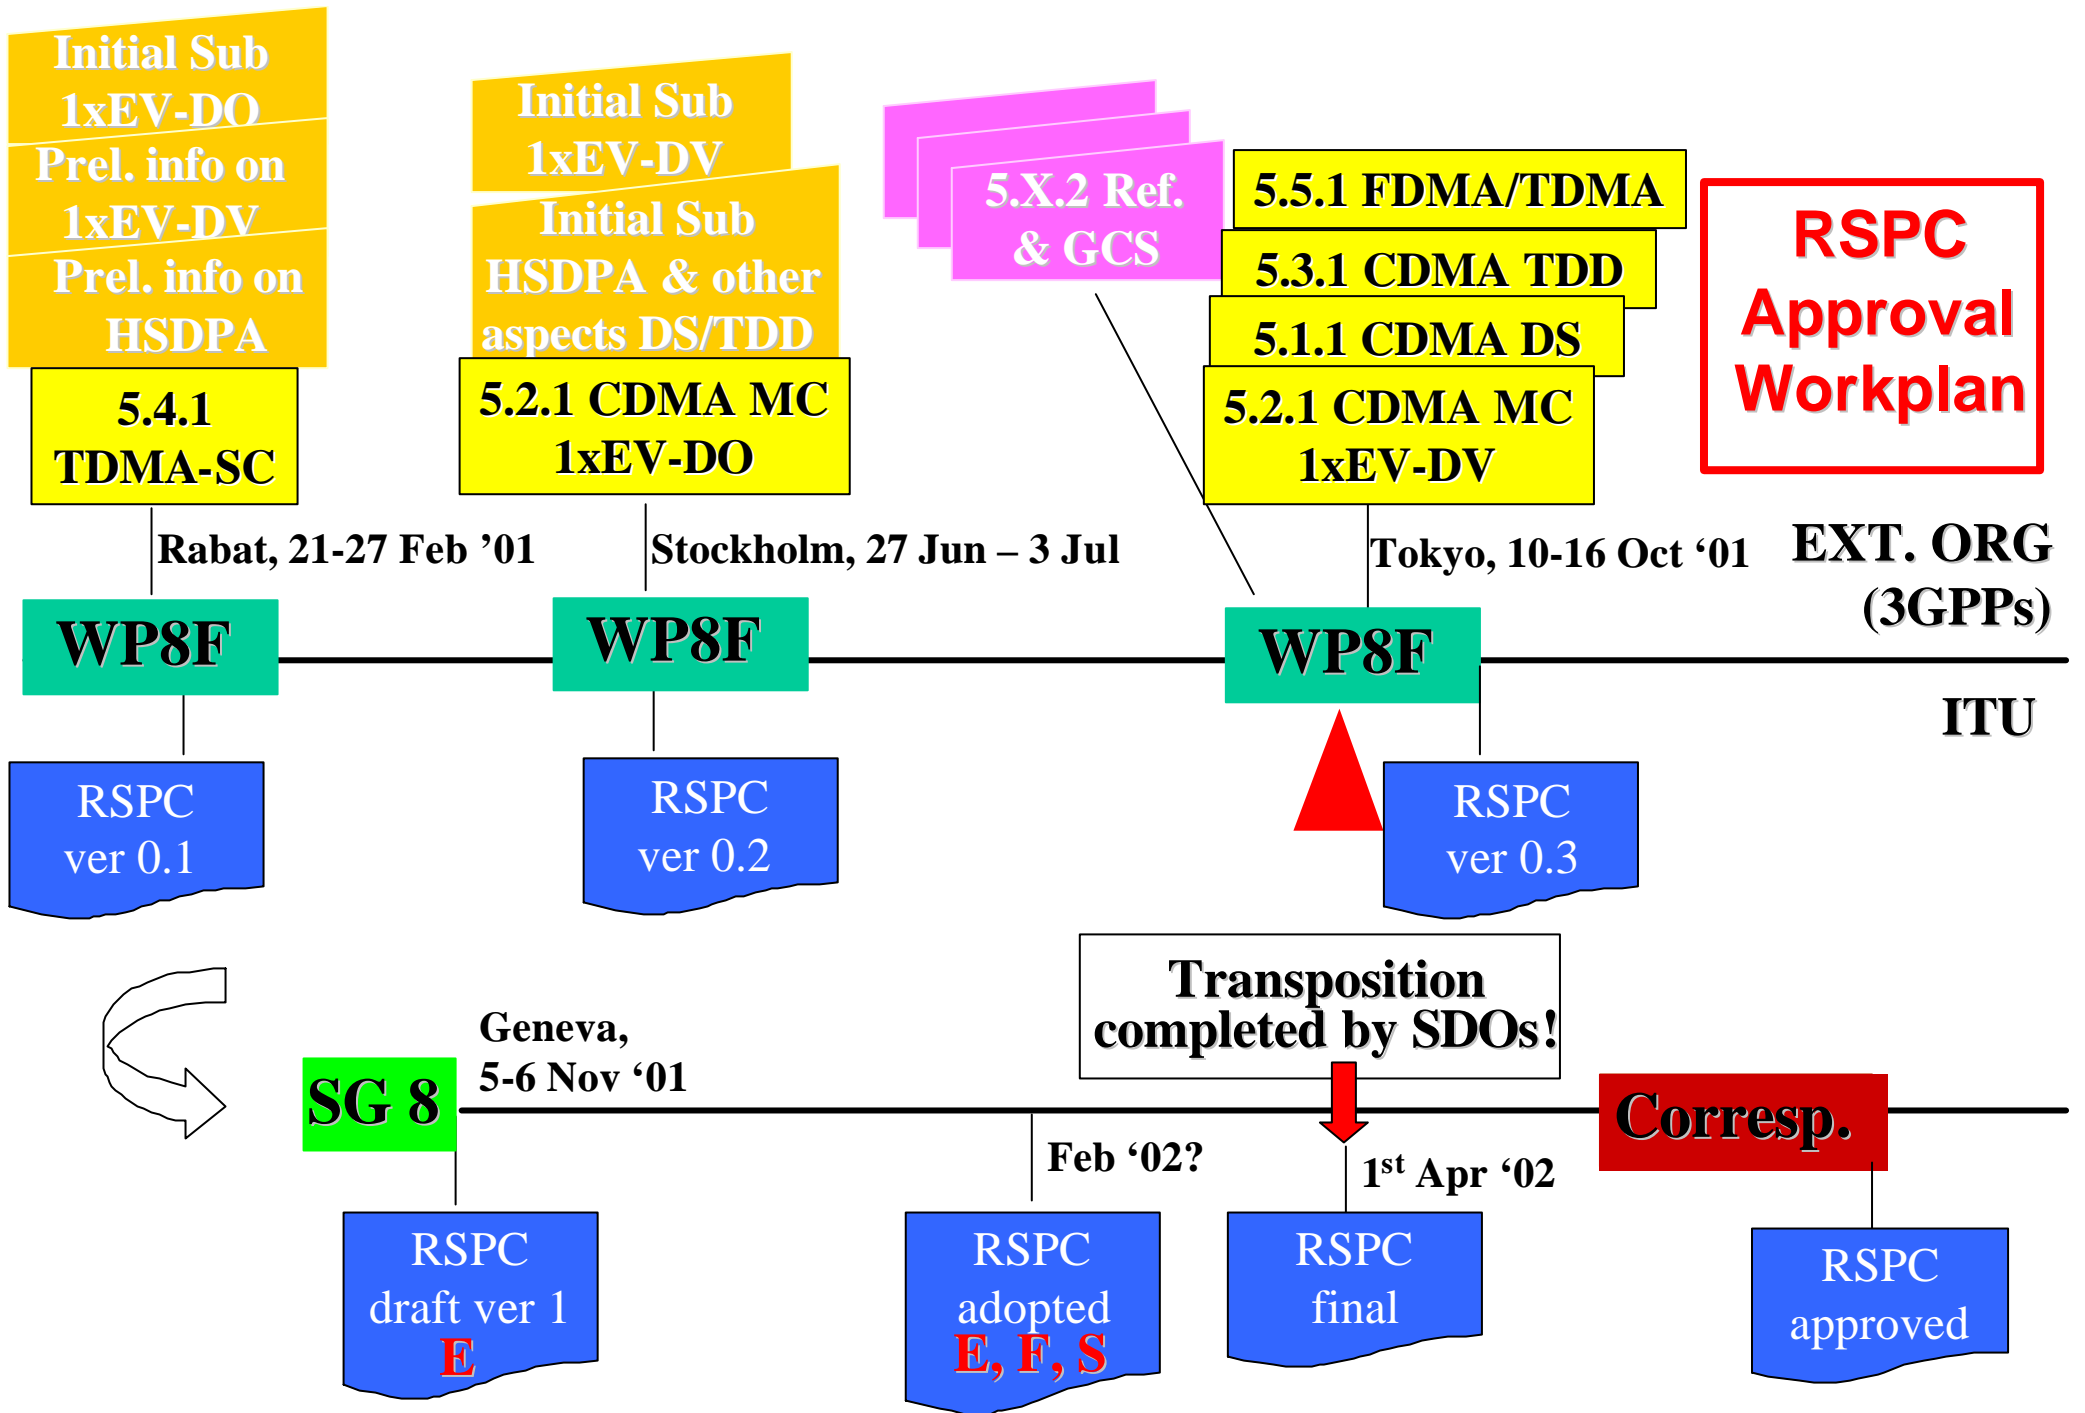 Initial Sub
1xEV-DO
Prel. info on
1xEV-DV
Prel. info on
HSDPA
5.4.1
TDMA-SC
Initial Sub
1xEV-DV
Initial Sub
HSDPA & other
aspects DS/TDD
5.2.1 CDMA MC
1xEV-DO
5.X.2 Ref.
& GCS
5.5.1 FDMA/TDMA
5.3.1 CDMA TDD
5.1.1 CDMA DS
5.2.1 CDMA MC
1xEV-DV
RSPC
Approval
Workplan
Rabat, 21-27 Feb ’01
Stockholm, 27 Jun – 3 Jul
Tokyo, 10-16 Oct ‘01
EXT. ORG
(3GPPs)
WP8F
WP8F
WP8F
ITU
RSPC
ver 0.1
RSPC
ver 0.2
RSPC
ver 0.3
Transposition
completed by SDOs!
Geneva,
5-6 Nov ‘01
SG 8
Corresp.
Feb ‘02?
1st Apr ‘02
RSPC
draft ver 1
E
RSPC
adopted
E, F, S
RSPC
final
RSPC
approved